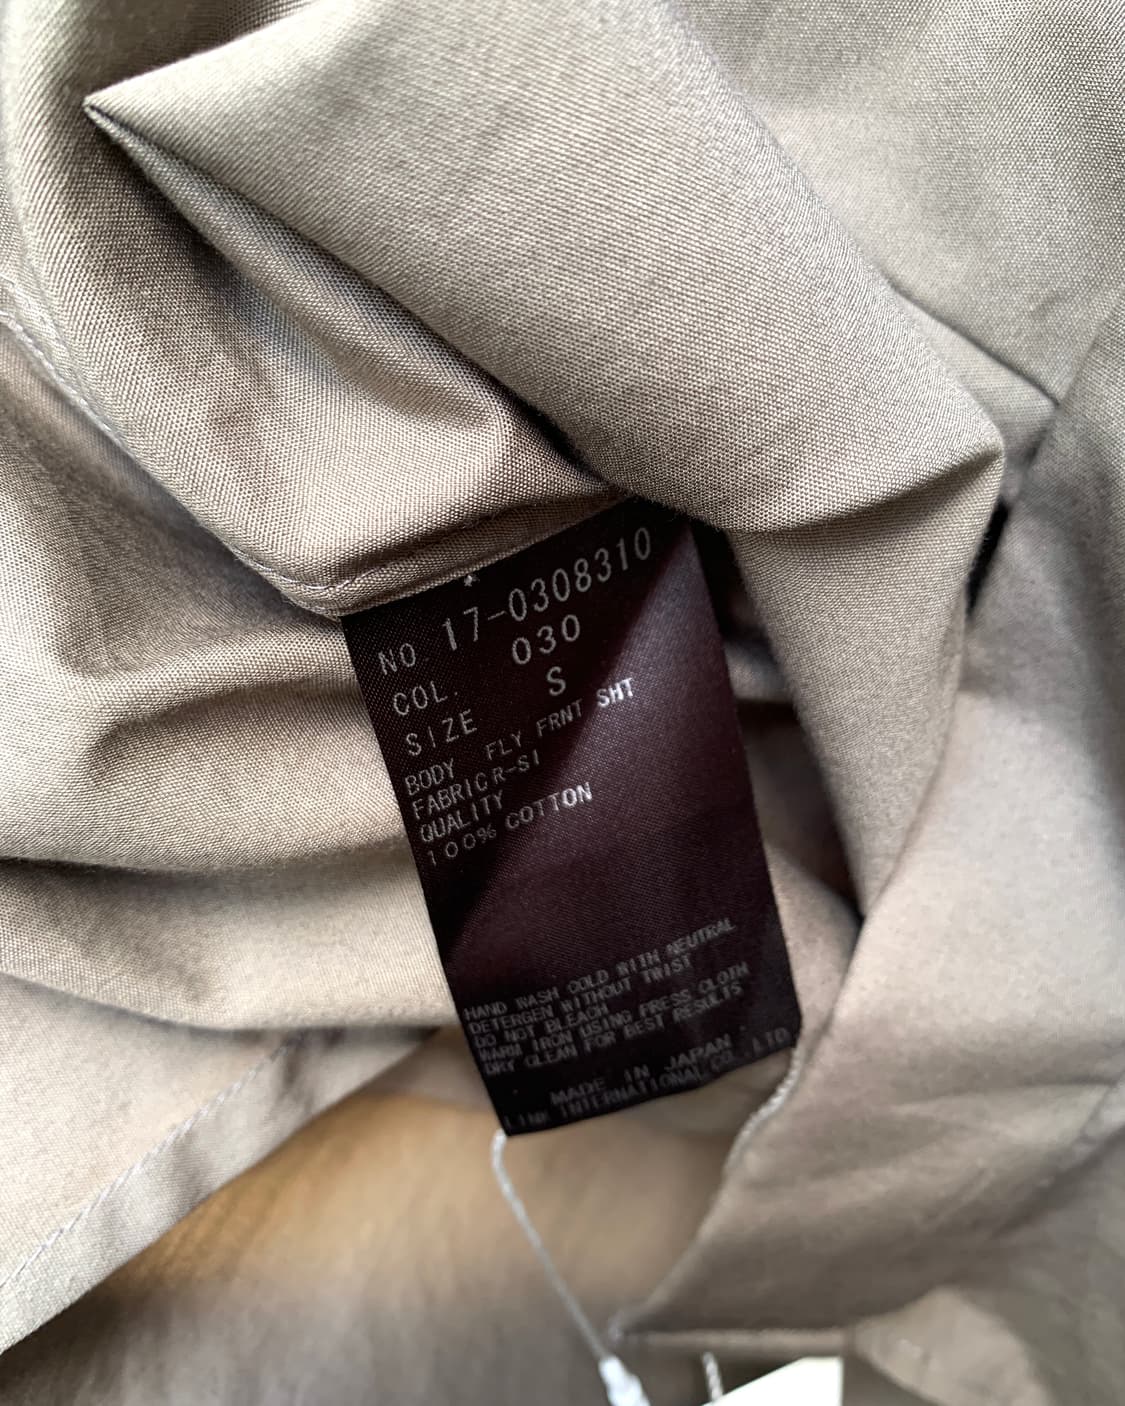 NO. 17-0308310
COL. 030
SIZE S
BODY FLY FRNT SHT
FABRICR-SI
QUALITY
100% COTTON
HAND WASH COLD WITH NEUTRAL
DETERGEN WITHOUT TWIST
DO NOT BLEACH
WARM IRON USING PRESS CLOTH
DRY CLEAN FOR BEST RESULTS
MADE IN JAPAN
LINK INTERNATIONAL CO. LTD